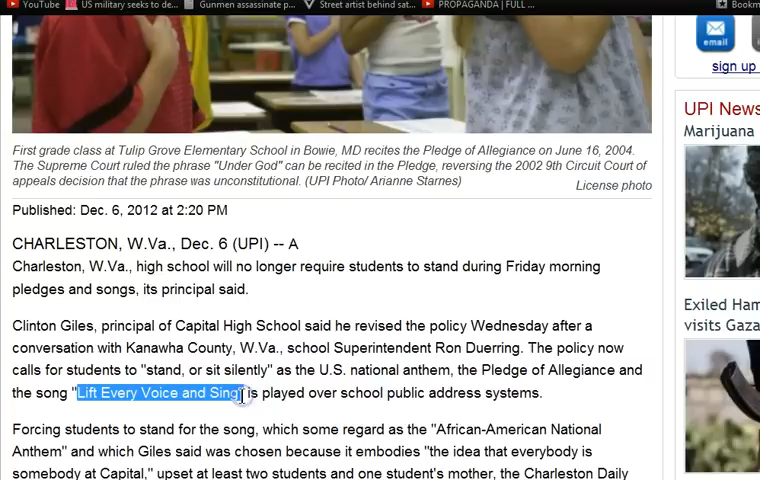 YouTube US military seeks to de... Gunmen assassinate p... Street artist behind sat... PROPAGANDA | FULL ... Bookm
email
sign up
First grade class at Tulip Grove Elementary School in Bowie, MD recites the Pledge of Allegiance on June 16, 2004.
The Supreme Court ruled the phrase "Under God" can be recited in the Pledge, reversing the 2002 9th Circuit Court of
appeals decision that the phrase was unconstitutional. (UPI Photo/ Arianne Starnes)
License photo
Published: Dec. 6, 2012 at 2:20 PM
CHARLESTON, W.Va., Dec. 6 (UPI) -- A
Charleston, W.Va., high school will no longer require students to stand during Friday morning
pledges and songs, its principal said.
Clinton Giles, principal of Capital High School said he revised the policy Wednesday after a
conversation with Kanawha County, W.Va., school Superintendent Ron Duerring. The policy now
calls for students to "stand, or sit silently" as the U.S. national anthem, the Pledge of Allegiance and
the song "Lift Every Voice and Sing" is played over school public address systems.
Forcing students to stand for the song, which some regard as the "African-American National
Anthem" and which Giles said was chosen because it embodies "the idea that everybody is
somebody at Capital," upset at least two students and one student's mother, the Charleston Daily
UPI News
Marijuana
Exiled Ham
visits Gaza